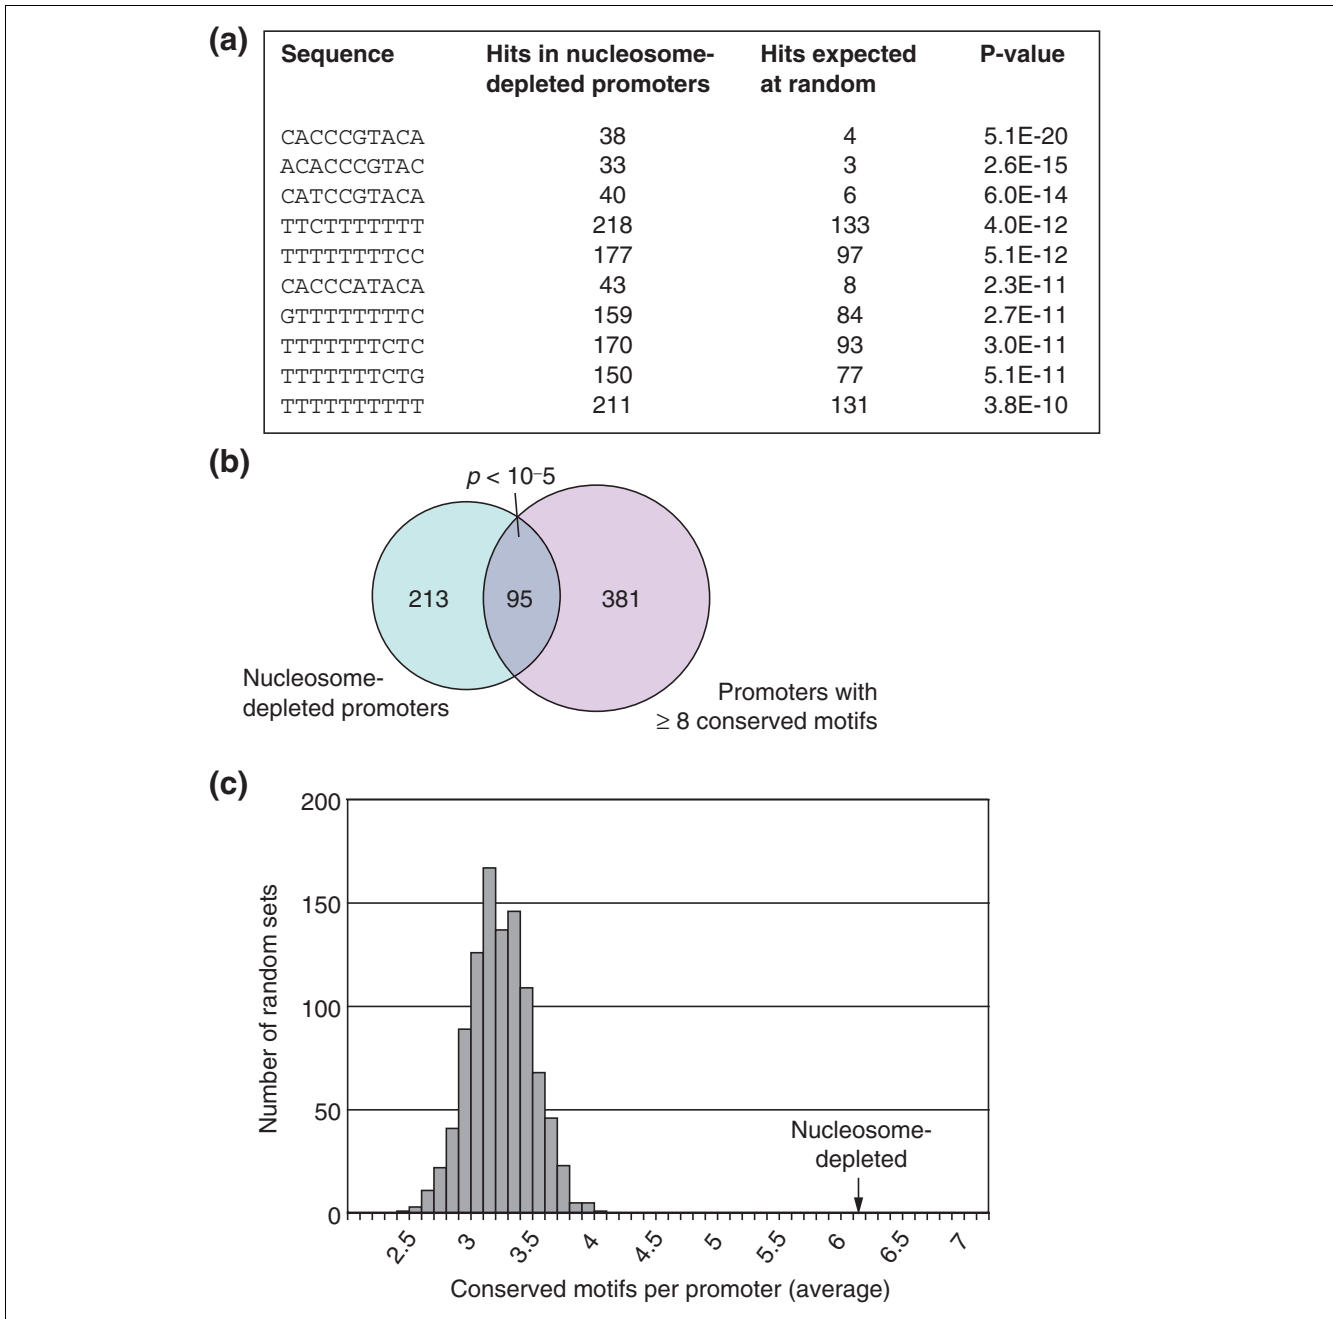 (a)
Sequence Hits in nucleosome- Hits expected P-value
depleted promoters at random
CACCCGTACA 38 4 5.1E-20
ACACCCGTAC 33 3 2.6E-15
CATCCGTACA 40 6 6.0E-14
TTCTTTTTTT 218 133 4.0E-12
TTTTTTTTCC 177 97 5.1E-12
CACCCATACA 43 8 2.3E-11
GTTTTTTTTC 159 84 2.7E-11
TTTTTTTCTC 170 93 3.0E-11
TTTTTTTCTG 150 77 5.1E-11
TTTTTTTTTT 211 131 3.8E-10
(b)
p < 10–5
213 95 381
Nucleosome-
depleted promoters
Promoters with
≥ 8 conserved motifs
(c)
200
150
100
50
0
Number of random sets
Nucleosome-
depleted
2.5 3 3.5 4 4.5 5 5.5 6 6.5 7
Conserved motifs per promoter (average)